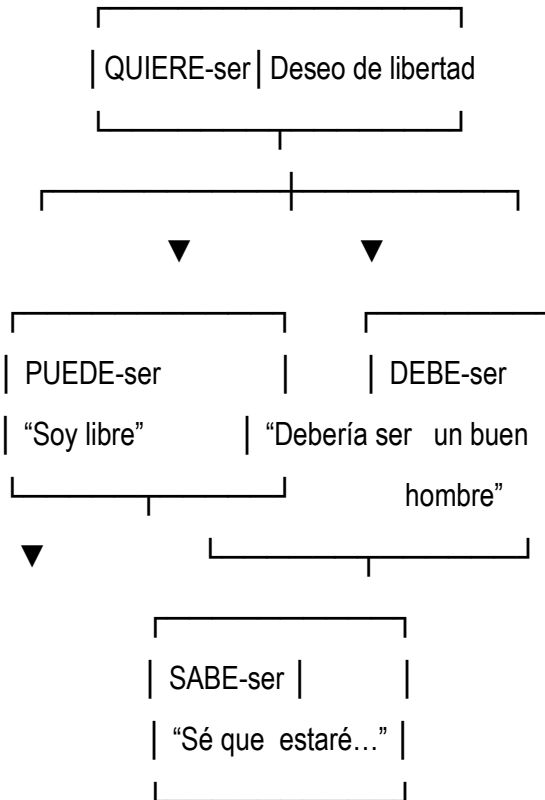 QUIERE-ser Deseo de libertad
PUEDE-ser DEBE-ser
“Soy libre” “Debería ser un buen
hombre”
SABE-ser
“Sé que estaré…”